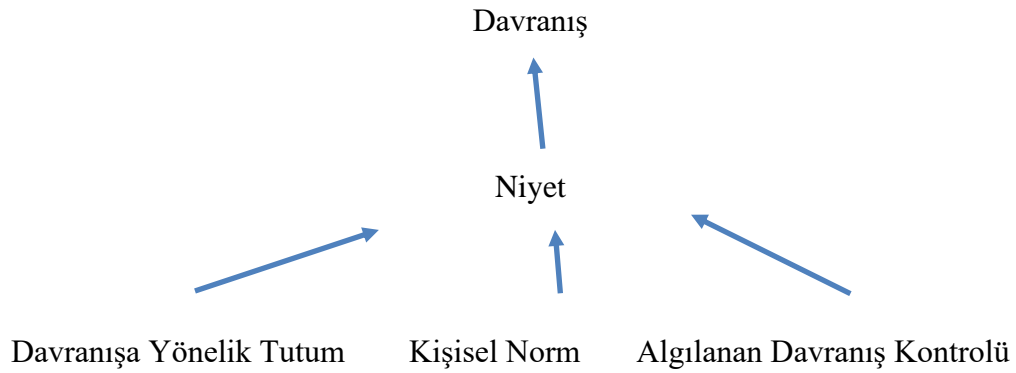 Davranış
Niyet
Davranışa Yönelik Tutum Kişisel Norm Algılanan Davranış Kontrolü